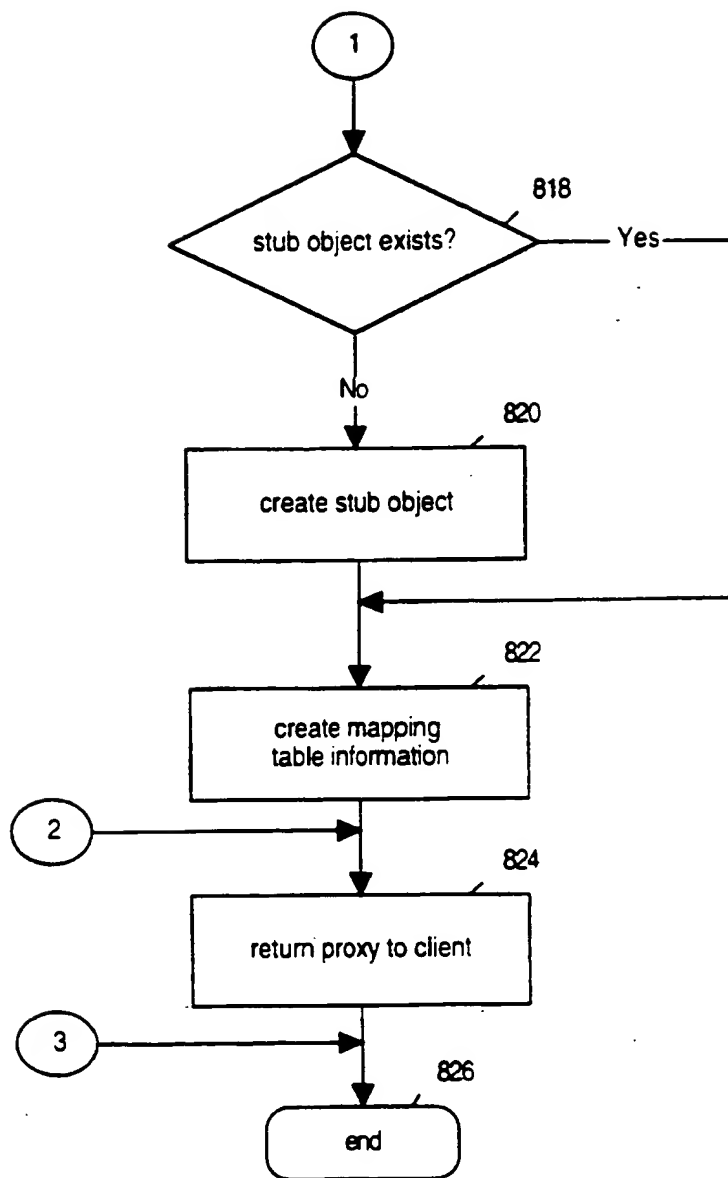 1
818
stub object exists?
Yes
No
820
create stub object
822
create mapping
table information
2
824
return proxy to client
3
826
end